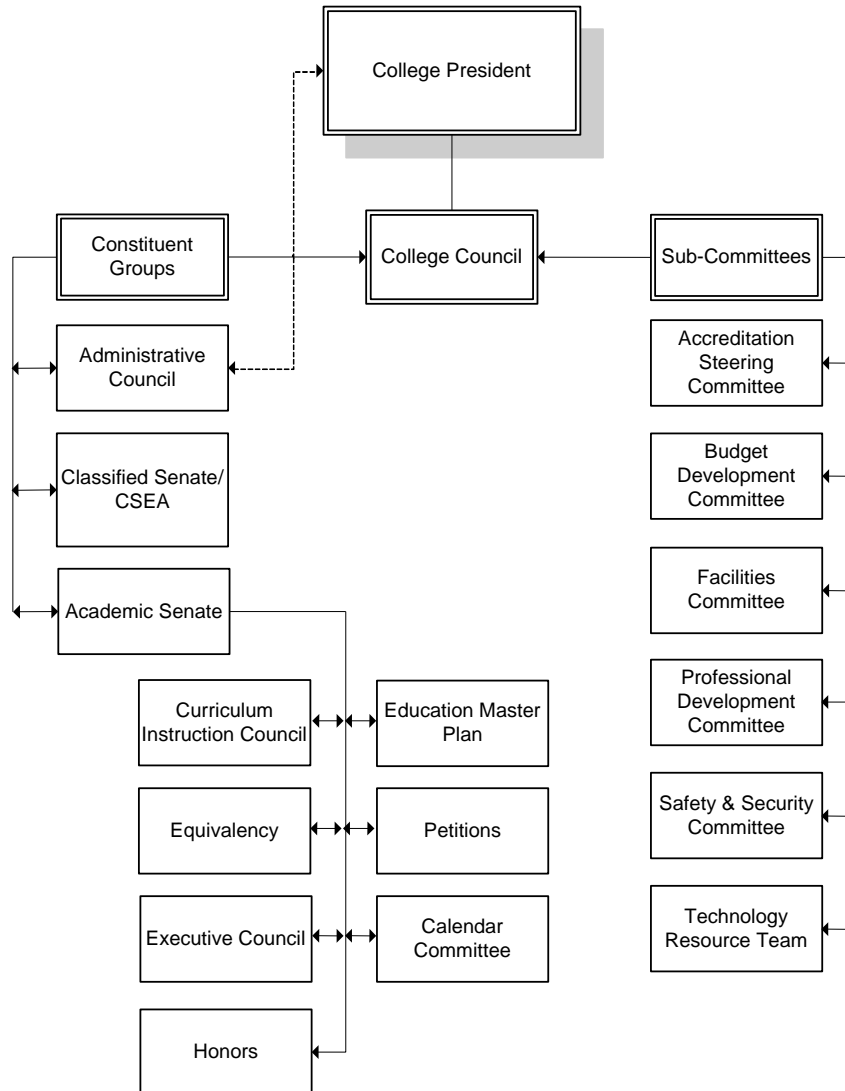 College President
Constituent
Groups
College Council
Sub-Committees
Administrative
Council
Accreditation
Steering
Committee
Classified Senate/
CSEA
Budget
Development
Committee
Academic Senate
Facilities
Committee
Curriculum
Instruction Council
Education Master
Plan
Professional
Development
Committee
Equivalency
Petitions
Safety & Security
Committee
Executive Council
Calendar
Committee
Technology
Resource Team
Honors